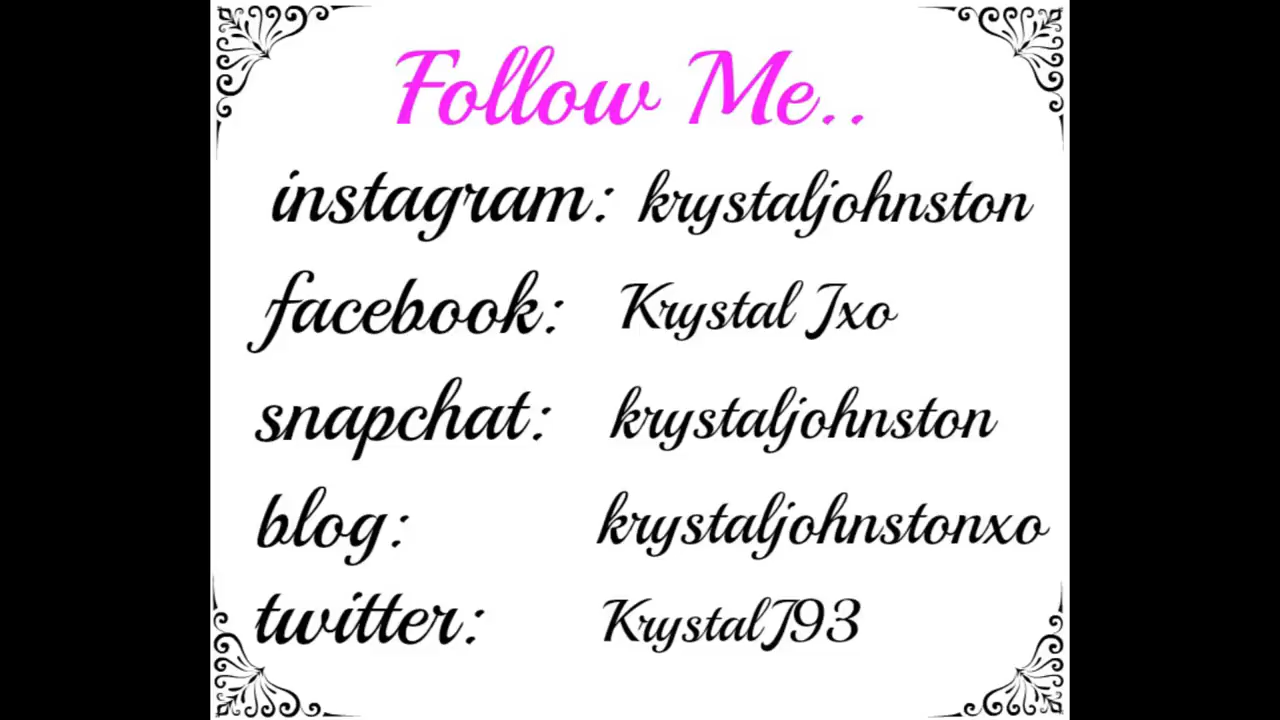 Follow Me..
instagram: krystaljohnston
facebook: Krystal Jxo
snapchat: krystaljohnston
blog: krystaljohnstonxo
twitter: KrystalJ93